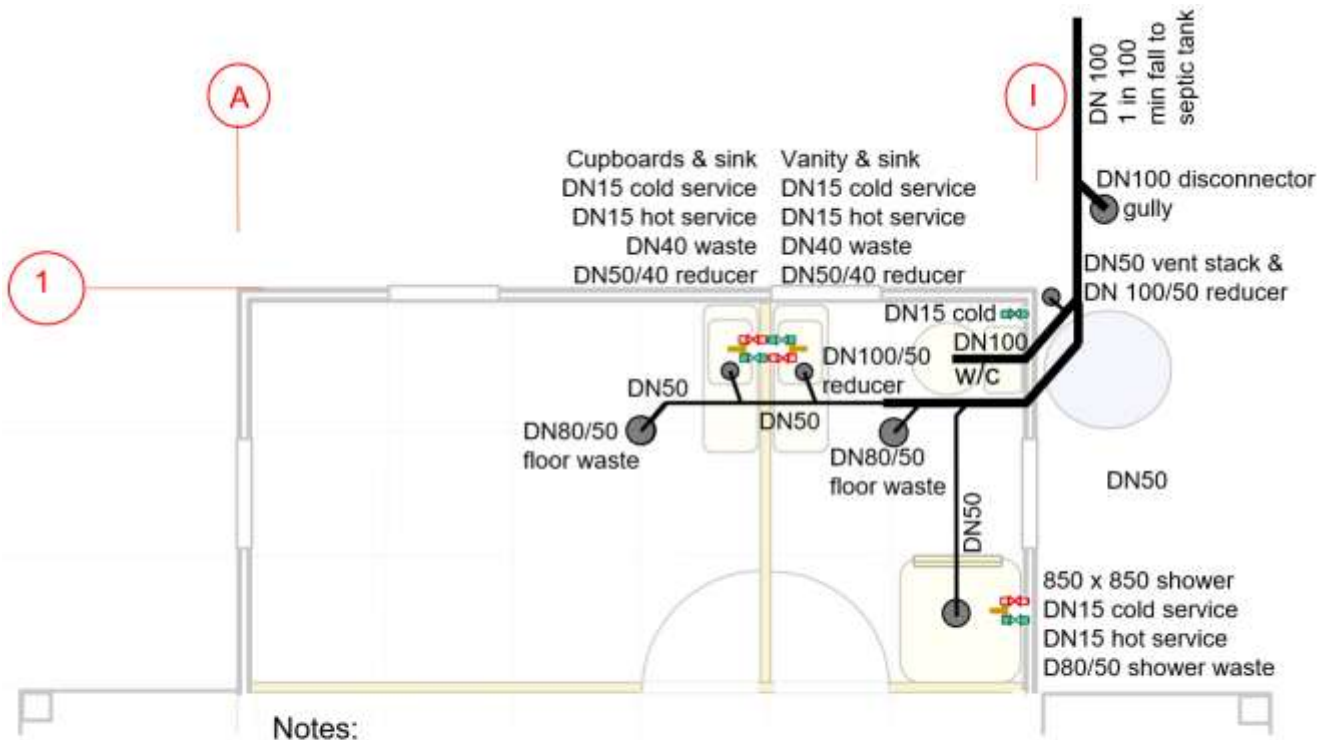 A
I
DN 100
1 in 100
min fall to
septic tank
Cupboards & sink
DN15 cold service
DN15 hot service
DN40 waste
DN50/40 reducer
Vanity & sink
DN15 cold service
DN15 hot service
DN40 waste
DN50/40 reducer
DN100 disconnector
gully
1
DN50 vent stack &
DN 100/50 reducer
DN15 cold
DN100
W/C
DN100/50
reducer
DN50
DN50
DN80/50
floor waste
DN80/50
floor waste
DN50
DN50
850 x 850 shower
DN15 cold service
DN15 hot service
D80/50 shower waste
Notes: